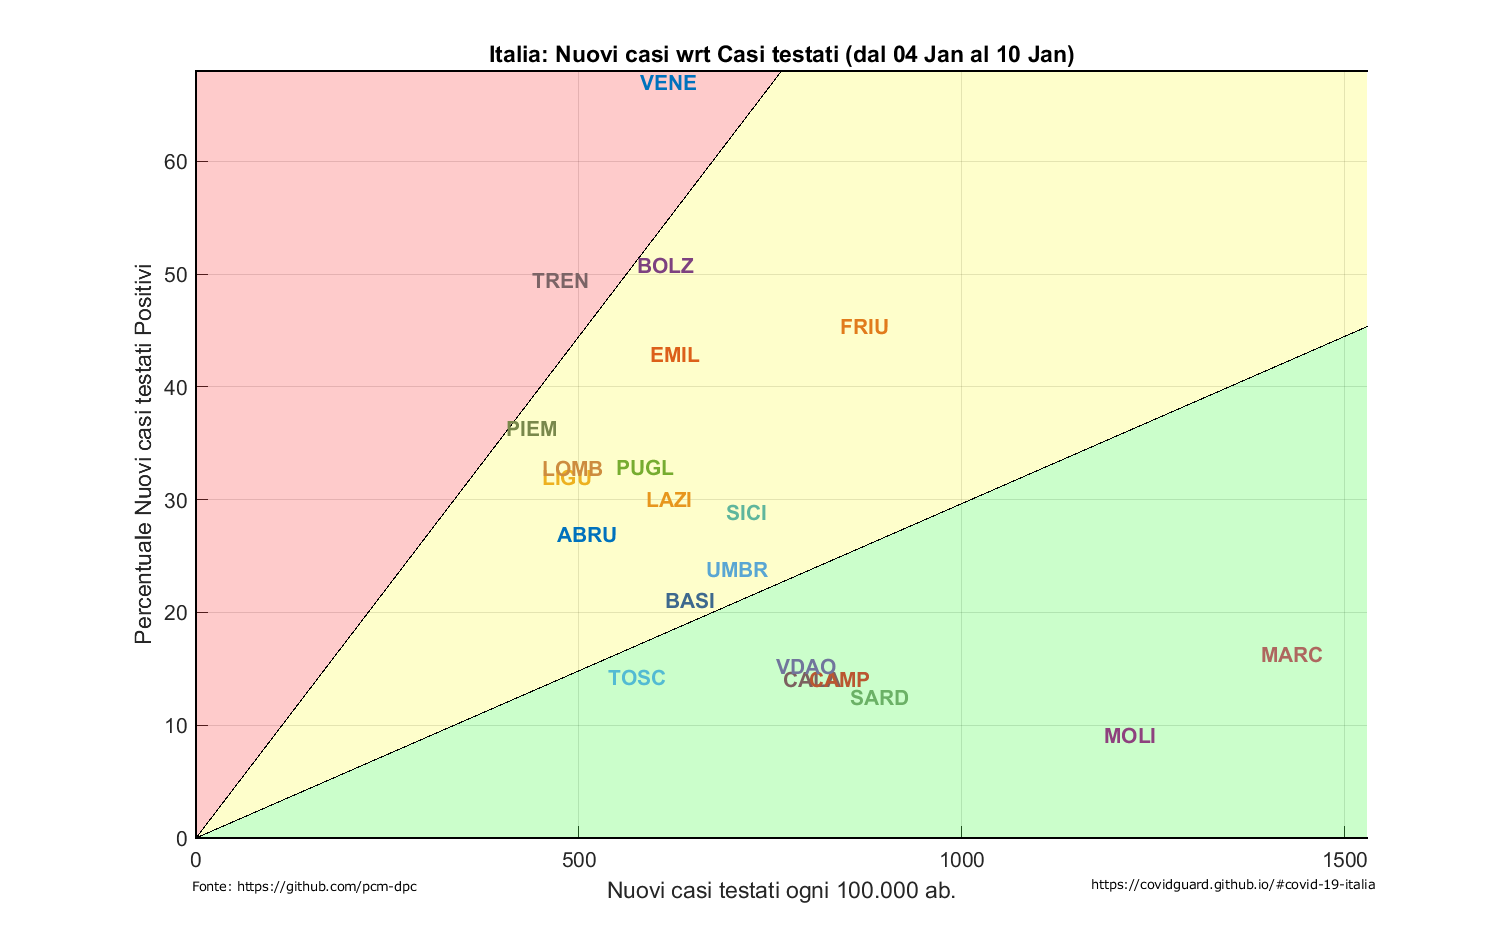 Italia: Nuovi casi wrt Casi testati (dal 04 Jan al 10 Jan)
VENE
60
50
TREN
BOLZ
FRIU
EMIL
40
PIEM
LOMB
LIGU
PUGL
30
LAZI
SICI
ABRU
UMBR
BASI
20
MARC
VDAO
TOSC
CALA
CAMP
SARD
10
MOLI
0
Percentuale Nuovi casi testati Positivi
0
500
1000
1500
Nuovi casi testati ogni 100.000 ab.
Fonte: https://github.com/pcm-dpc
https://covidguard.github.io/#covid-19-italia